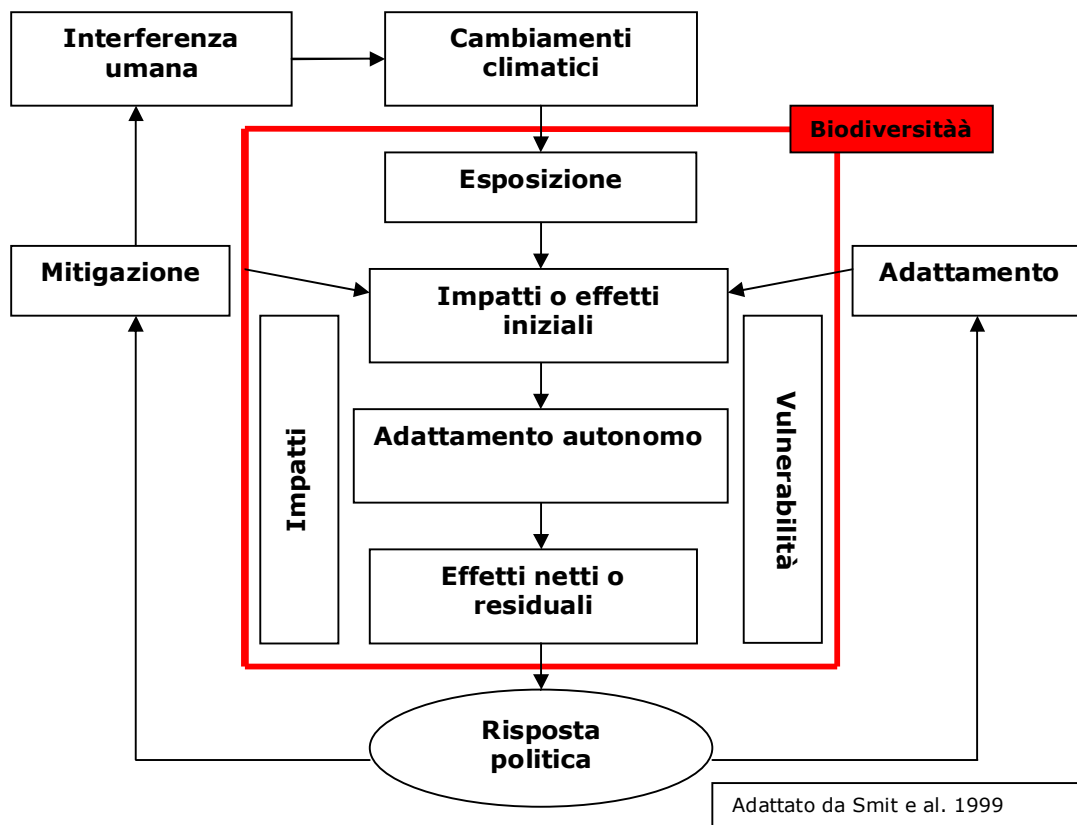 Interferenza
umana
Cambiamenti
climatici
Biodiversitàà
Esposizione
Mitigazione
Impatti o effetti
iniziali
Adattamento
Impatti
Adattamento autonomo
Vulnerabilità
Effetti netti o
residuali
Risposta
politica
Adattato da Smit e al. 1999